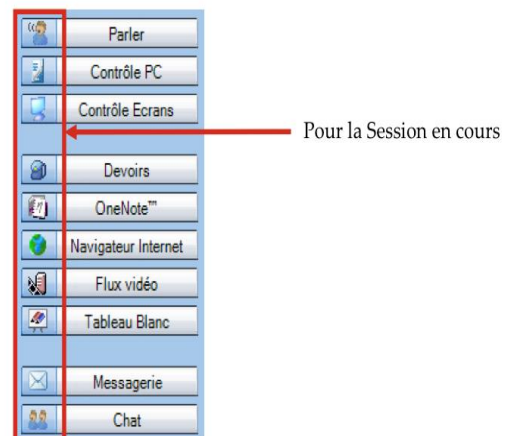 Parler
Contrôle PC
Contrôle Ecrans
Pour la Session en cours
Devoirs
OneNote™
Navigateur Internet
Flux vidéo
Tableau Blanc
Messagerie
Chat